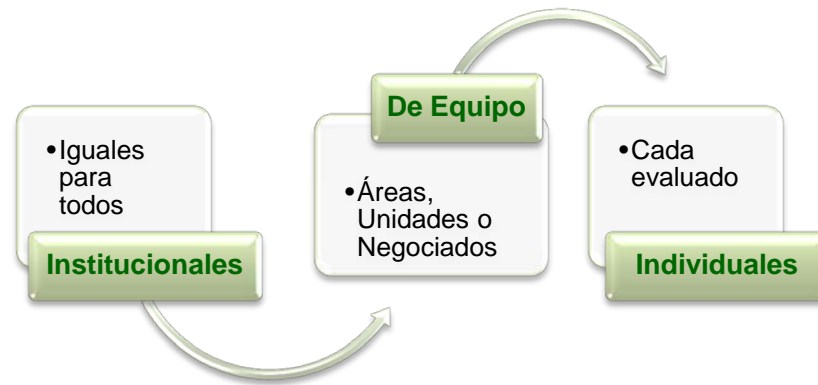 •Iguales
para
todos
Institucionales
De Equipo
•Áreas,
Unidades o
Negociados
•Cada
evaluado
Individuales